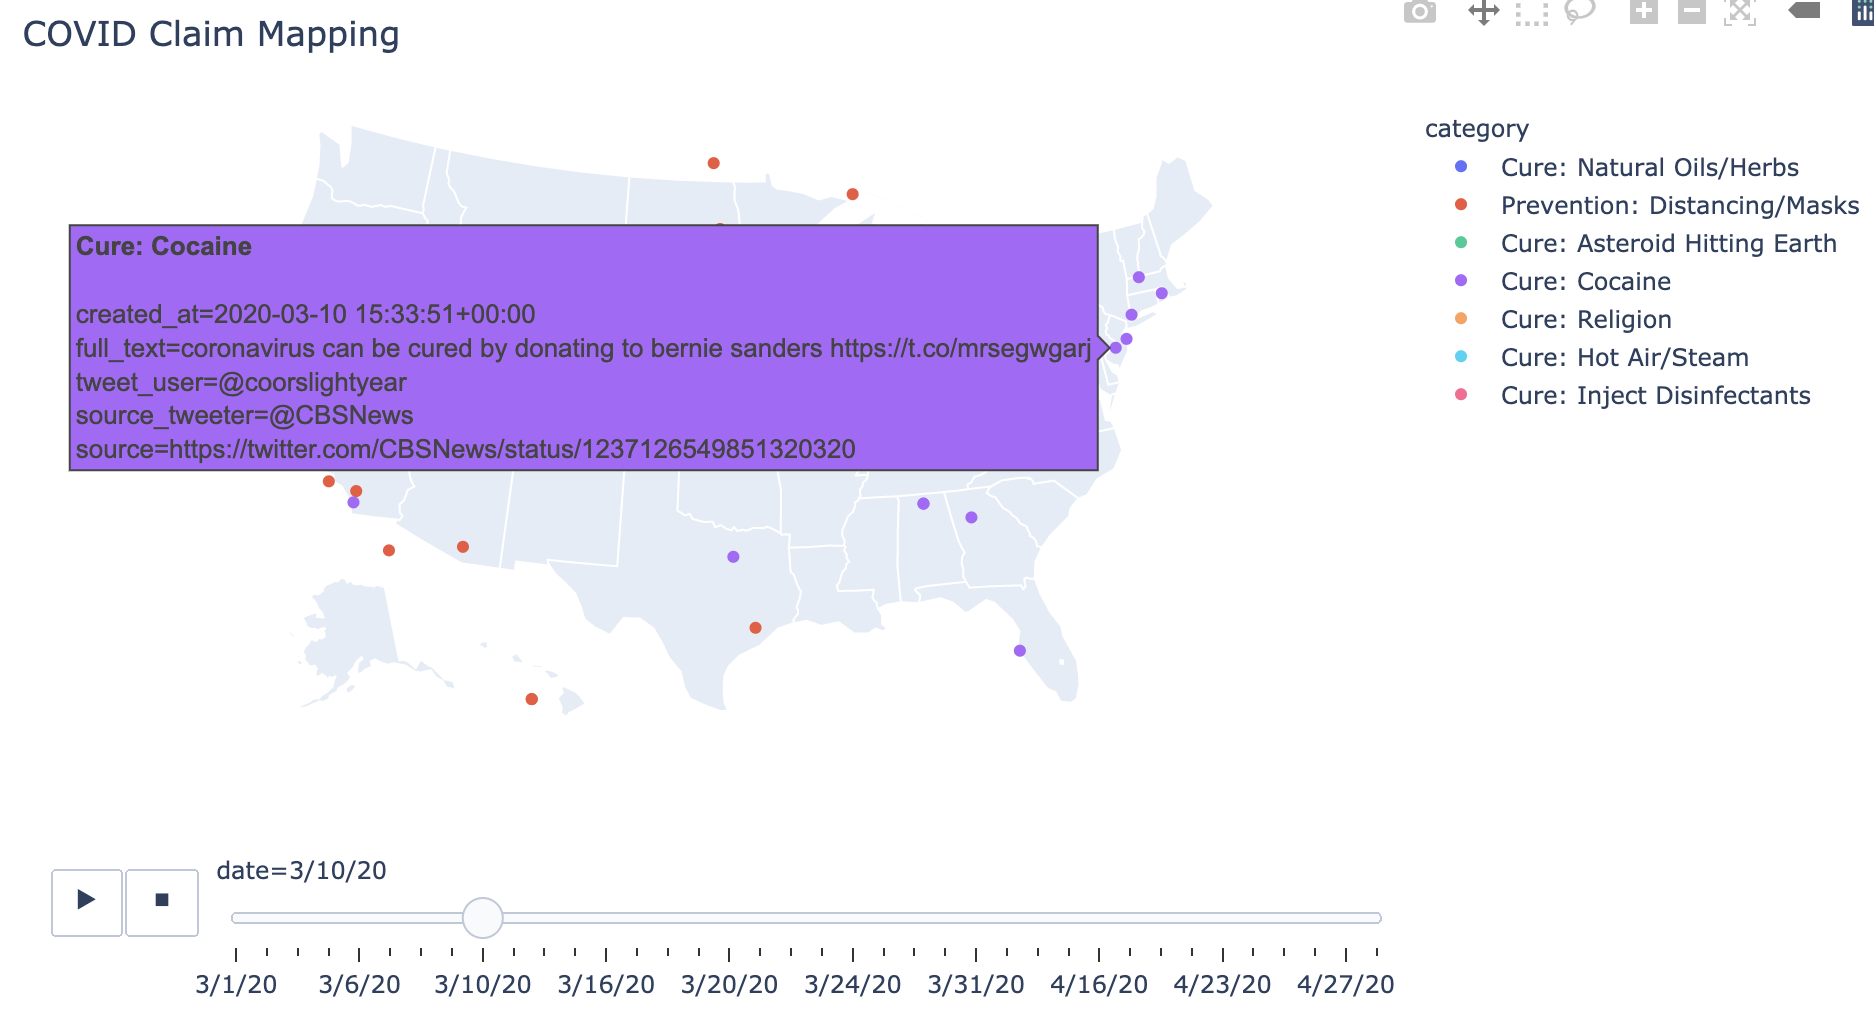 COVID Claim Mapping
category
Cure: Natural Oils/Herbs
Prevention: Distancing/Masks
Cure: Asteroid Hitting Earth
Cure: Cocaine
Cure: Religion
Cure: Hot Air/Steam
Cure: Inject Disinfectants
Cure: Cocaine
created_at=2020-03-10 15:33:51+00:00
full_text=coronavirus can be cured by donating to bernie sanders https://t.co/mrsegwgarj
tweet_user=@coorslightyear
source_tweeter=@CBSNews
source=https://twitter.com/CBSNews/status/1237126549851320320
date=3/10/20
3/1/20 3/6/20 3/10/20 3/16/20 3/20/20 3/24/20 3/31/20 4/16/20 4/23/20 4/27/20